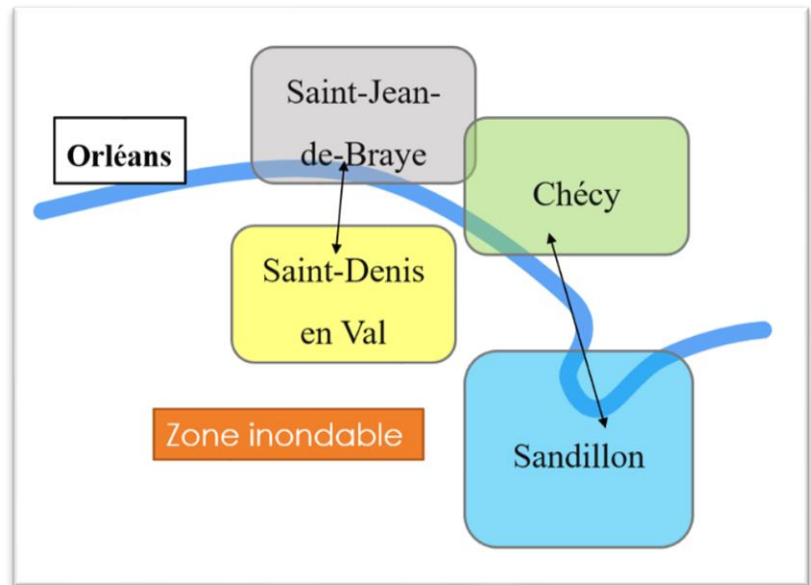 Saint-Jean-
de-Braye
Orléans
Chécy
Saint-Denis
en Val
Zone inondable
Sandillon